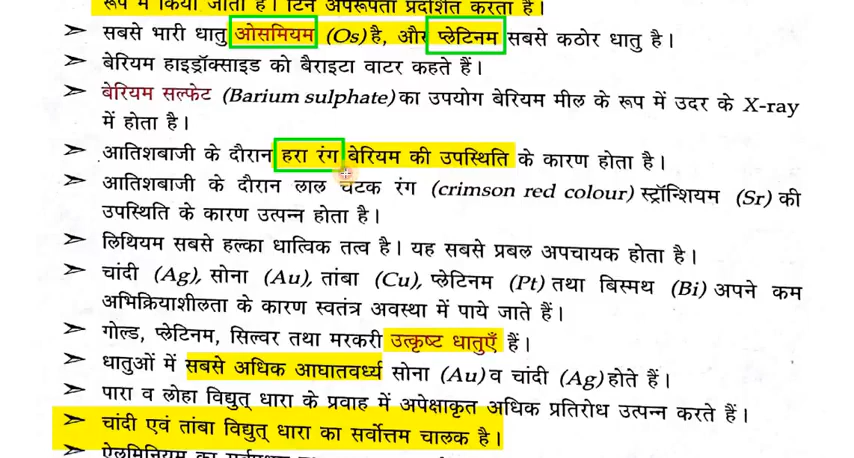 रूप में किया जाता है। टिन अपरूपता प्रदर्शित करता है।
➢ सबसे भारी धातु ओसमियम (Os) है, और प्लेटिनम सबसे कठोर धातु है।
➢ बेरियम हाइड्रॉक्साइड को बैराइटा वाटर कहते हैं।
➢ बेरियम सल्फेट (Barium sulphate) का उपयोग बेरियम मील के रूप में उदर के X-ray
में होता है।
➢ आतिशबाजी के दौरान हरा रंग बेरियम की उपस्थिति के कारण होता है।
➢ आतिशबाजी के दौरान लाल चटक रंग (crimson red colour) स्ट्रॉन्शियम (Sr) की
उपस्थिति के कारण उत्पन्न होता है।
➢ लिथियम सबसे हल्का धात्विक तत्व है। यह सबसे प्रबल अपचायक होता है।
➢ चांदी (Ag), सोना (Au), तांबा (Cu), प्लेटिनम (Pt) तथा बिस्मथ (Bi) अपने कम
अभिक्रियाशीलता के कारण स्वतंत्र अवस्था में पाये जाते हैं।
➢ गोल्ड, प्लेटिनम, सिल्वर तथा मरकरी उत्कृष्ट धातुएँ हैं।
➢ धातुओं में सबसे अधिक आघातवर्ध्य सोना (Au) व चांदी (Ag) होते हैं।
➢ पारा व लोहा विद्युत् धारा के प्रवाह में अपेक्षाकृत अधिक प्रतिरोध उत्पन्न करते हैं।
➢ चांदी एवं तांबा विद्युत् धारा का सर्वोत्तम चालक है।
➢ ऐलुमिनियम का